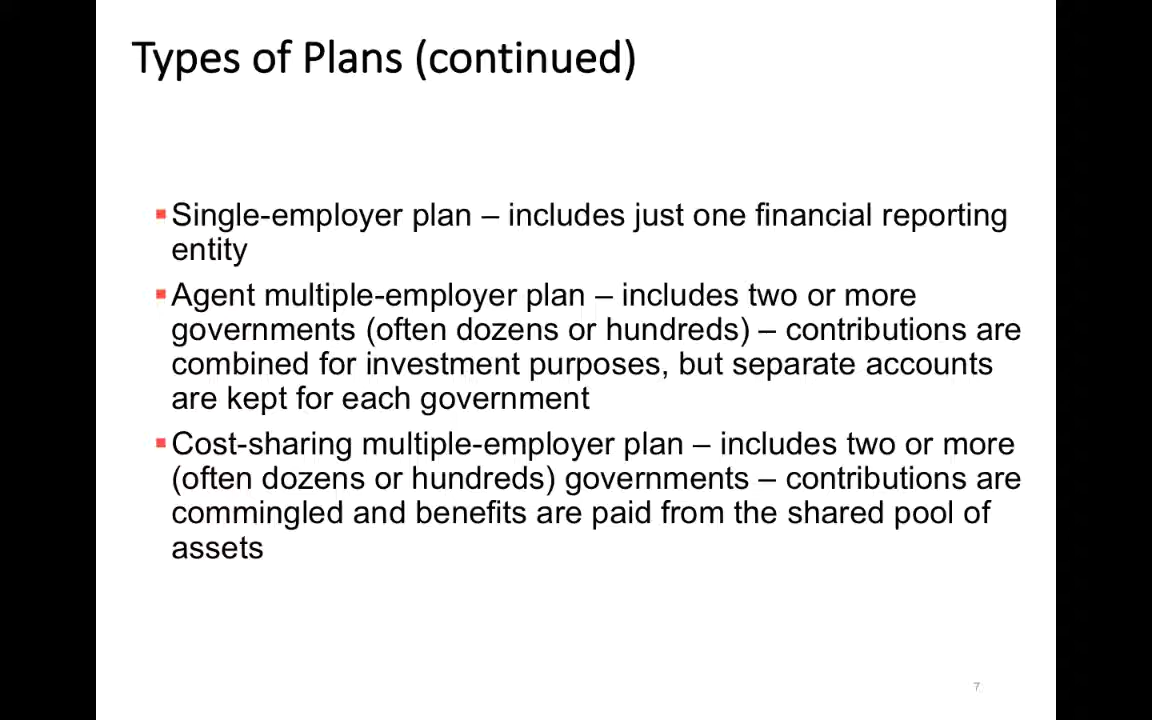 Types of Plans (continued)
▪Single-employer plan – includes just one financial reporting
entity
▪Agent multiple-employer plan – includes two or more
governments (often dozens or hundreds) – contributions are
combined for investment purposes, but separate accounts
are kept for each government
▪Cost-sharing multiple-employer plan – includes two or more
(often dozens or hundreds) governments – contributions are
commingled and benefits are paid from the shared pool of
assets
7